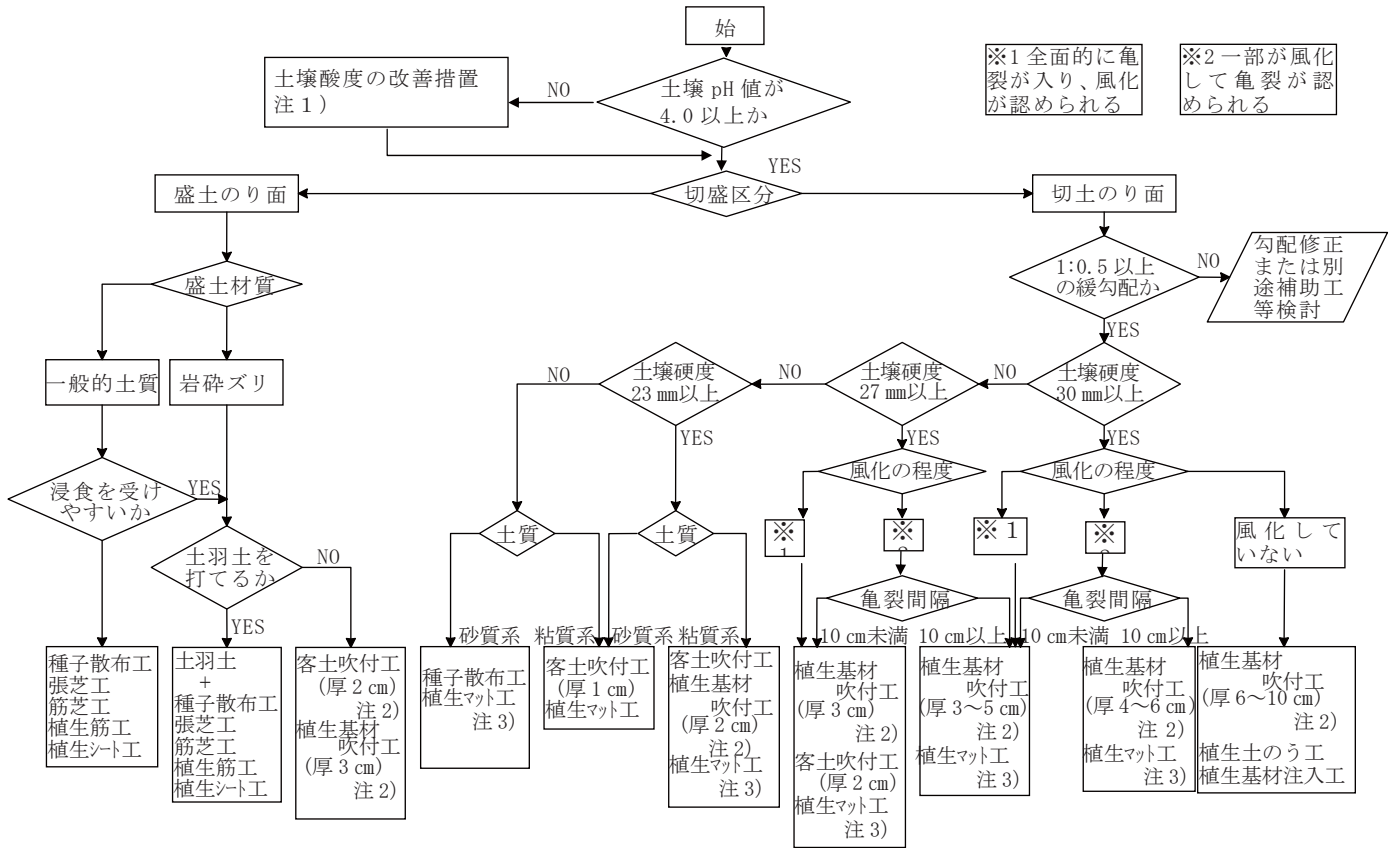 始
※1 全面的に亀
裂が入り、風化
が認められる
※2 一部が風化
して亀裂が認
められる
土壌酸度の改善措置
注1)
NO
土壌 pH 値が
4.0 以上か
YES
盛土のり面
切盛区分
切土のり面
盛土材質
1:0.5 以上
の緩勾配か
NO
勾配修正
または別
途補助工
等検討
YES
一般的土質
岩砕ズリ
NO
土壌硬度
23 mm以上
NO
土壌硬度
27 mm以上
NO
土壌硬度
30 mm以上
YES
YES
YES
浸食を受け
やすいか
YES
風化の程度
風化の程度
土羽土を
打てるか
NO
YES
土質
土質
※
1
※
※1
※
風化して
いない
亀裂間隔
亀裂間隔
砂質系 粘質系
砂質系 粘質系
10 cm未満 10 cm以上
10 cm未満 10 cm以上
種子散布工
張芝工
筋芝工
植生筋工
植生シート工
土羽土
+
種子散布工
張芝工
筋芝工
植生筋工
植生シート工
客土吹付工
(厚2 cm)
注2)
植生基材
吹付工
(厚3 cm)
注2)
種子散布工
植生マット工
注3)
客土吹付工
(厚1 cm)
植生マット工
客土吹付工
植生基材
吹付工
(厚2 cm)
注2)
植生マット工
注3)
植生基材
吹付工
(厚3 cm)
注2)
客土吹付工
(厚2 cm)
植生マット工
注3)
植生基材
吹付工
(厚3～5 cm)
注2)
植生マット工
注3)
植生基材
吹付工
(厚4～6 cm)
注2)
植生マット工
注3)
植生基材
吹付工
(厚6～10 cm)
注2)
植生土のう工
植生基材注入工